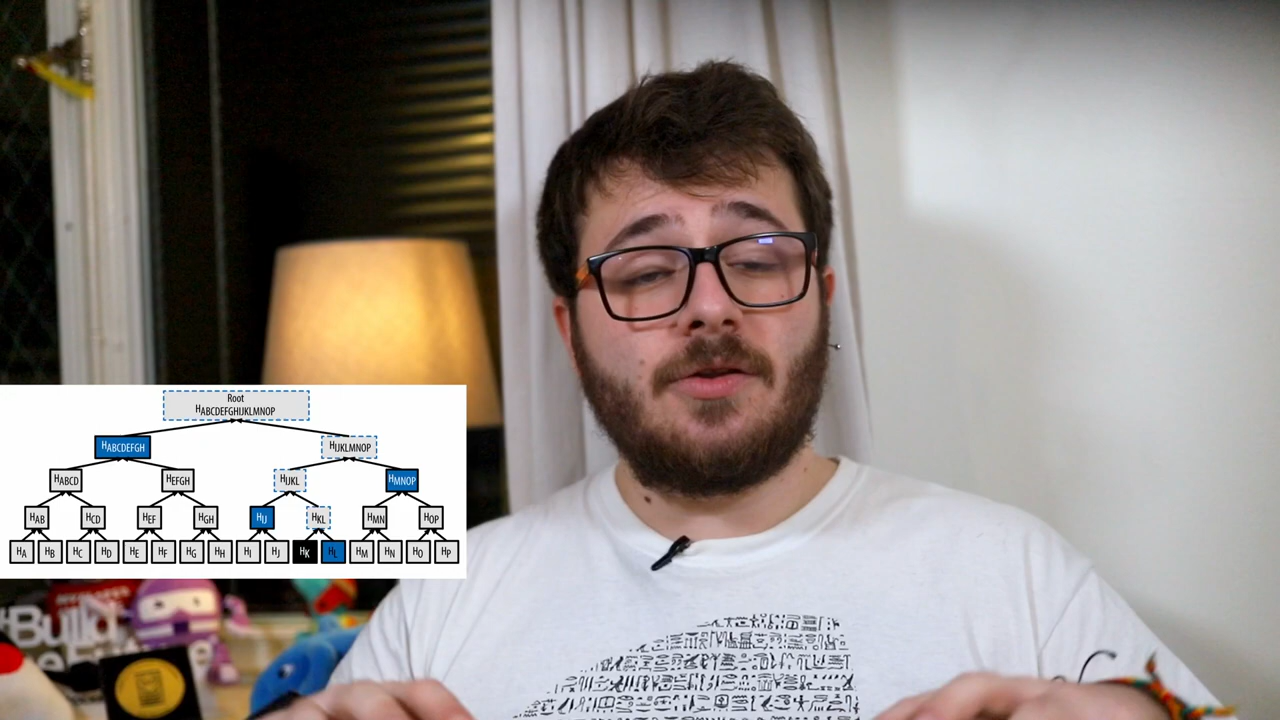 Root
HABCDEFGHIJKLMNOP
HABCDEFGH HIJKLMNOP
HABCD HEFGH HIJKL HMNOP
HAB HCD HEF HGH HIJ HKL HMN HOP
HA HB HC HD HE HF HG HH HI HJ HK HL HM HN HO HP
#Build